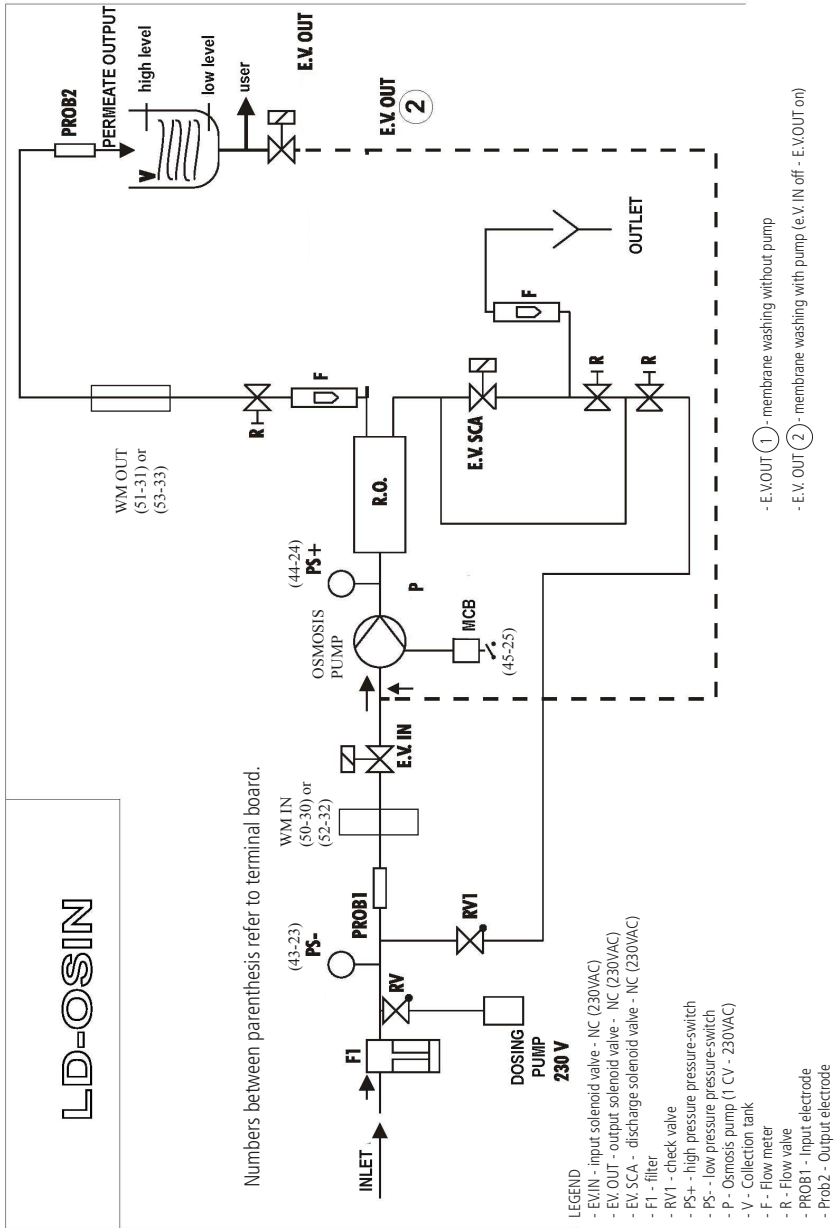 LD-OSIN
Numbers between parenthesis refer to terminal board.
INLET
F1
RV
DOSING
PUMP
230 V
(43-23)
PS-
PROB1
RV1
WM IN
(50-30) or
(52-32)
E.V. IN
OSMOSIS
PUMP
MCB
(45-25)
(44-24)
PS+
P
R.O.
WM OUT
(51-31) or
(53-33)
R
F
E.V. SCA
R
R
F
OUTLET
PROB2
PERMEATE OUTPUT
V
high level
low level
user
E.V. OUT
E.V. OUT
2
LEGEND
- EV.IN - input solenoid valve - NC (230VAC)
- EV. OUT - output solenoid valve - NC (230VAC)
- EV. SCA - discharge solenoid valve - NC (230VAC)
- F1 - filter
- RV1 - check valve
- PS+ - high pressure pressure-switch
- PS- - low pressure pressure-switch
- P - Osmosis pump (1 CV - 230VAC)
- V - Collection tank
- F - Flow meter
- R - Flow valve
- PROB1 - Input electrode
- Prob2 - Output electrode
- E.V.OUT 1 - membrane washing without pump
- E.V. OUT 2 - membrane washing with pump (e.V. IN off - E.V.OUT on)